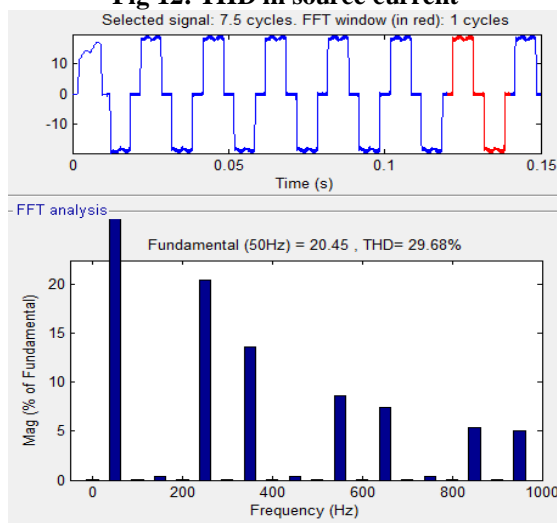 Fig 12: THD in source current
Selected signal: 7.5 cycles. FFT window (in red): 1 cycles
10
0
-10
0
0.05
0.1
0.15
Time (s)
FFT analysis
Fundamental (50Hz) = 20.45 , THD= 29.68%
Mag (% of Fundamental)
20
15
10
5
0
0
200
400
600
800
1000
Frequency (Hz)